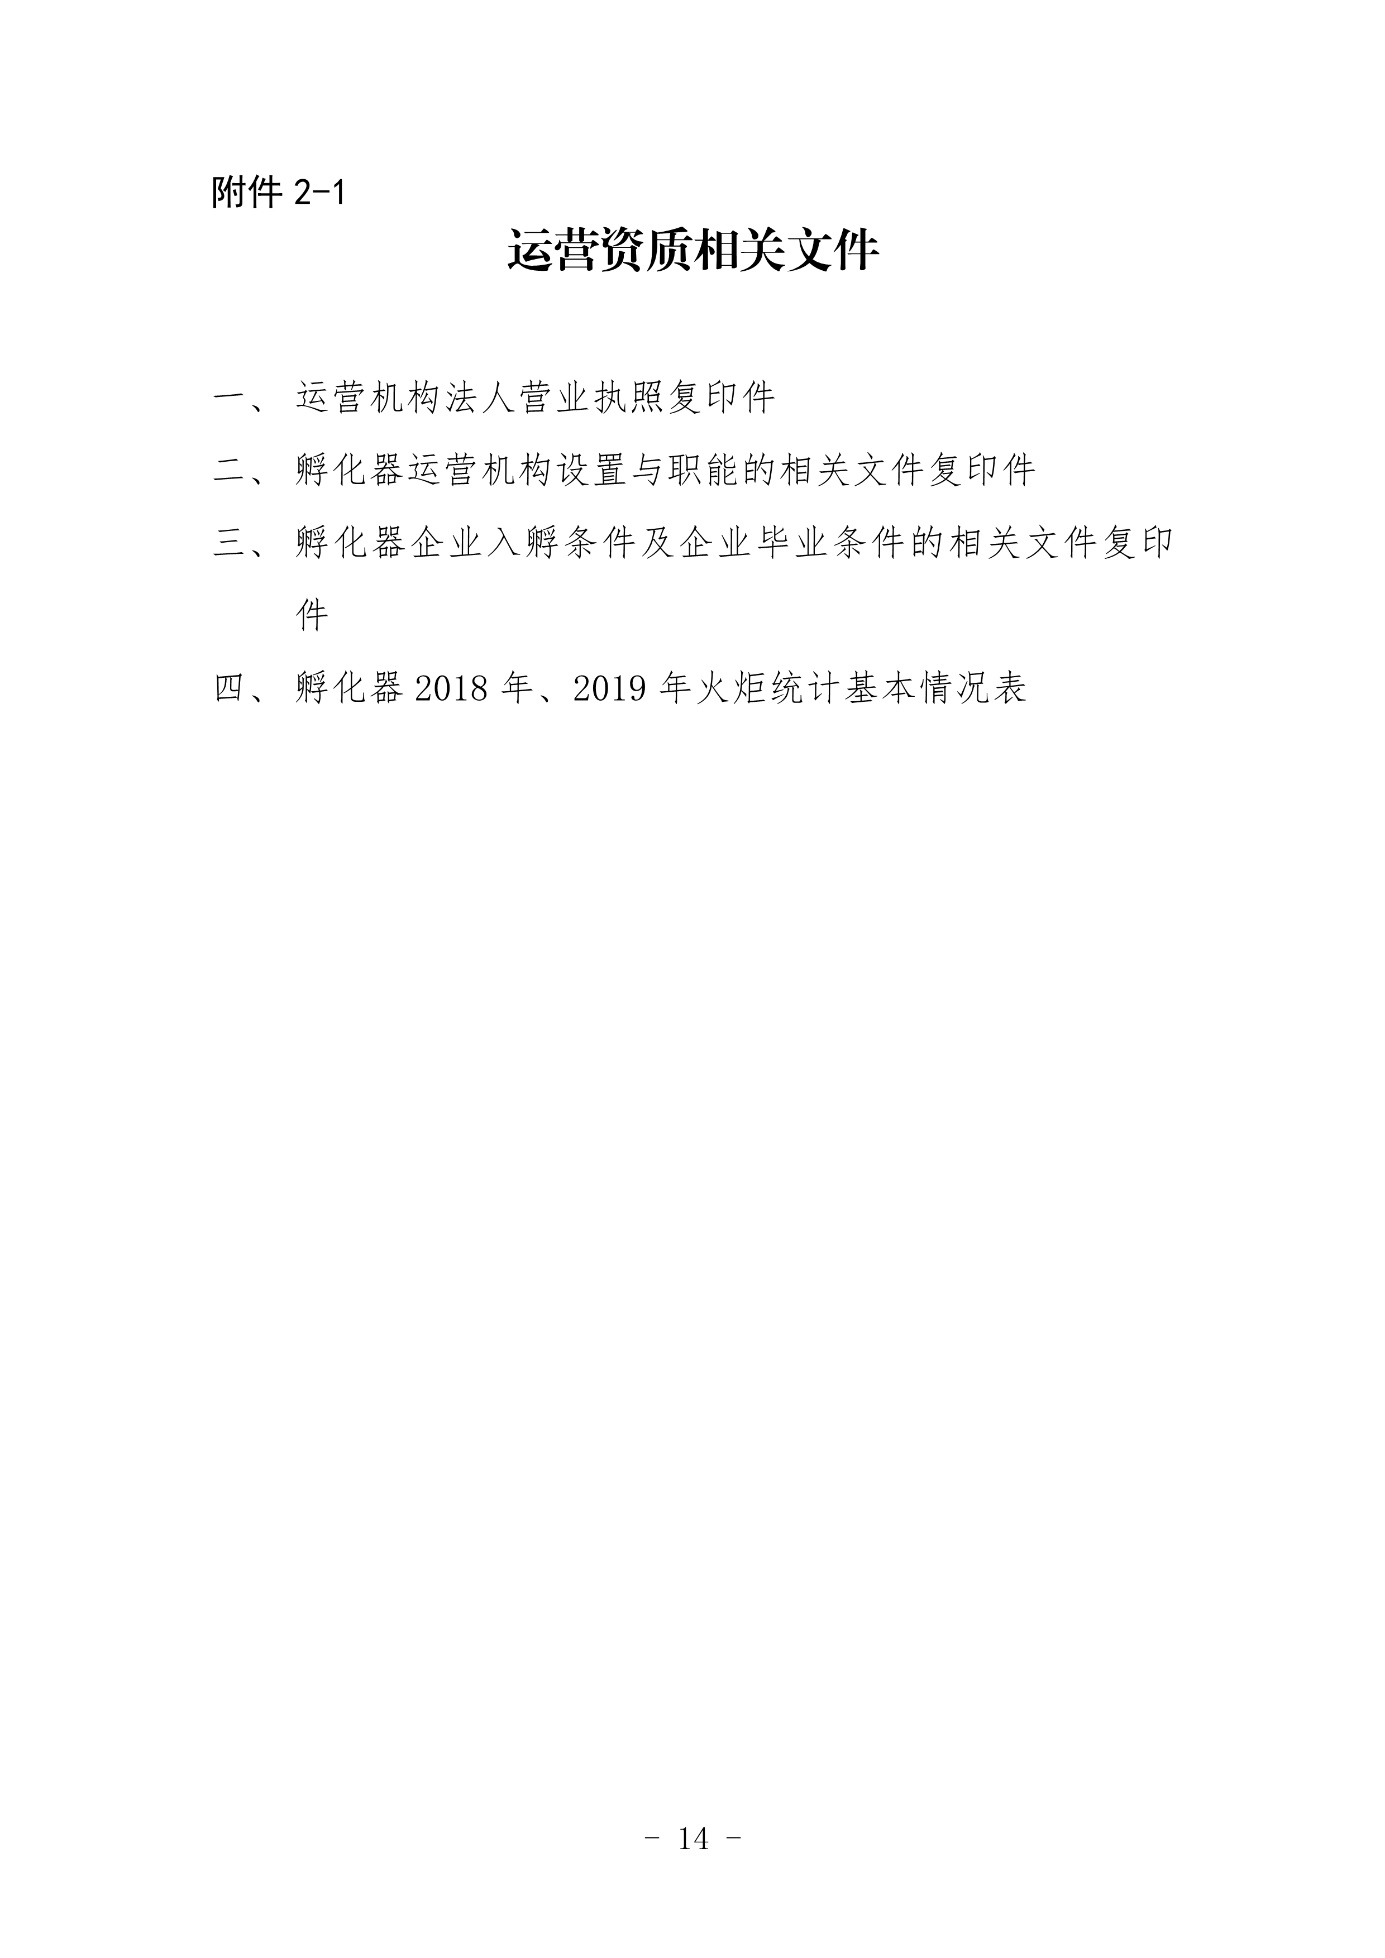 附件 2-1
运营资质相关文件
一、 运营机构法人营业执照复印件
二、 孵化器运营机构设置与职能的相关文件复印件
三、 孵化器企业入孵条件及企业毕业条件的相关文件复印
件
四、 孵化器 2018 年、2019 年火炬统计基本情况表
- 14 -